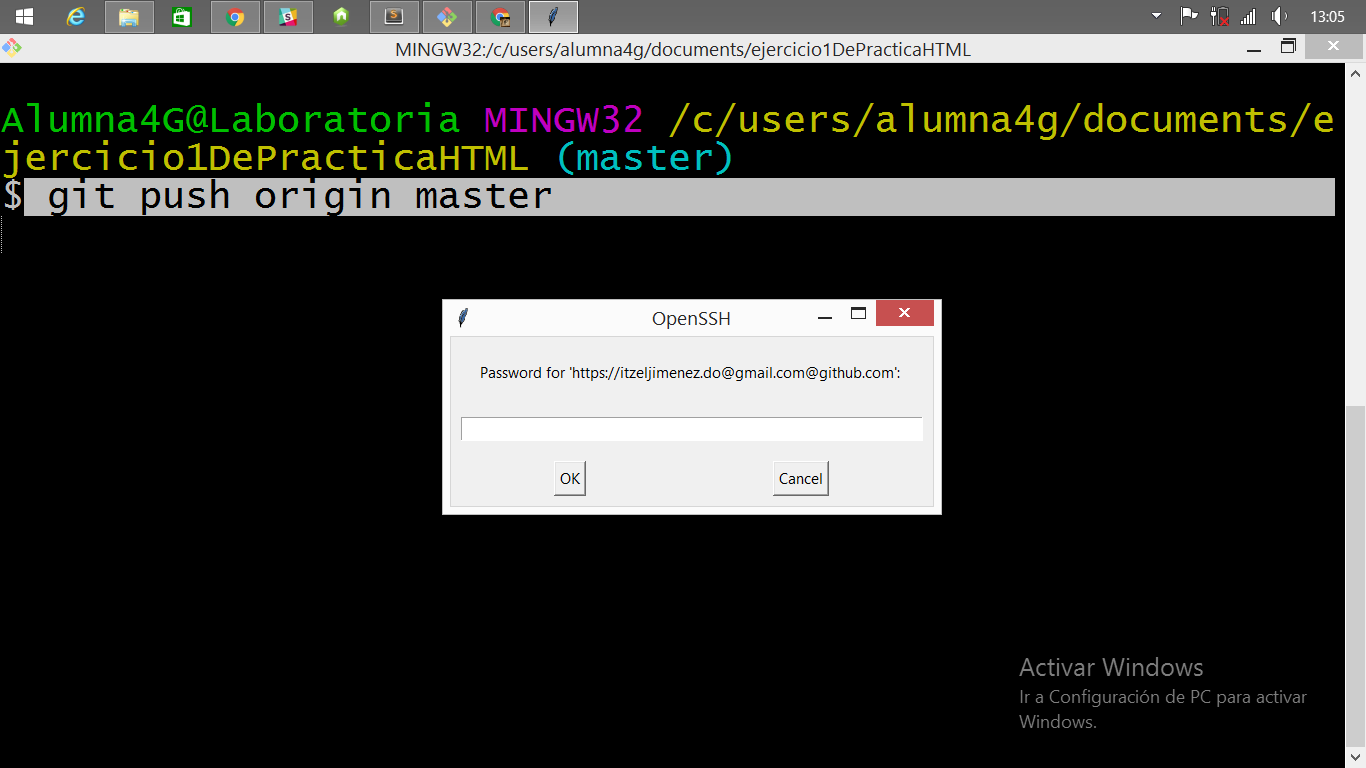 13:05
MINGW32:/c/users/alumna4g/documents/ejercicio1DePracticaHTML
Alumna4G@Laboratoria MINGW32 /c/users/alumna4g/documents/e
jercicio1DePracticaHTML (master)
$ git push origin master
OpenSSH
Password for 'https://itzeljimenez.do@gmail.com@github.com':
OK
Cancel
Activar Windows
Ir a Configuración de PC para activar
Windows.